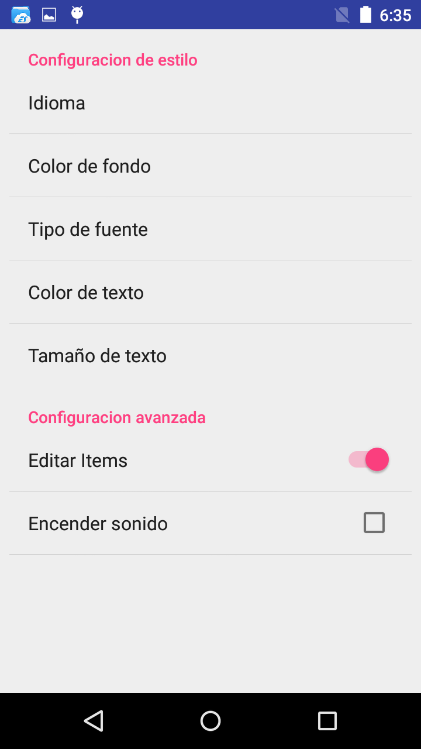 6:35
Configuracion de estilo
Idioma
Color de fondo
Tipo de fuente
Color de texto
Tamaño de texto
Configuracion avanzada
Editar Items
Encender sonido